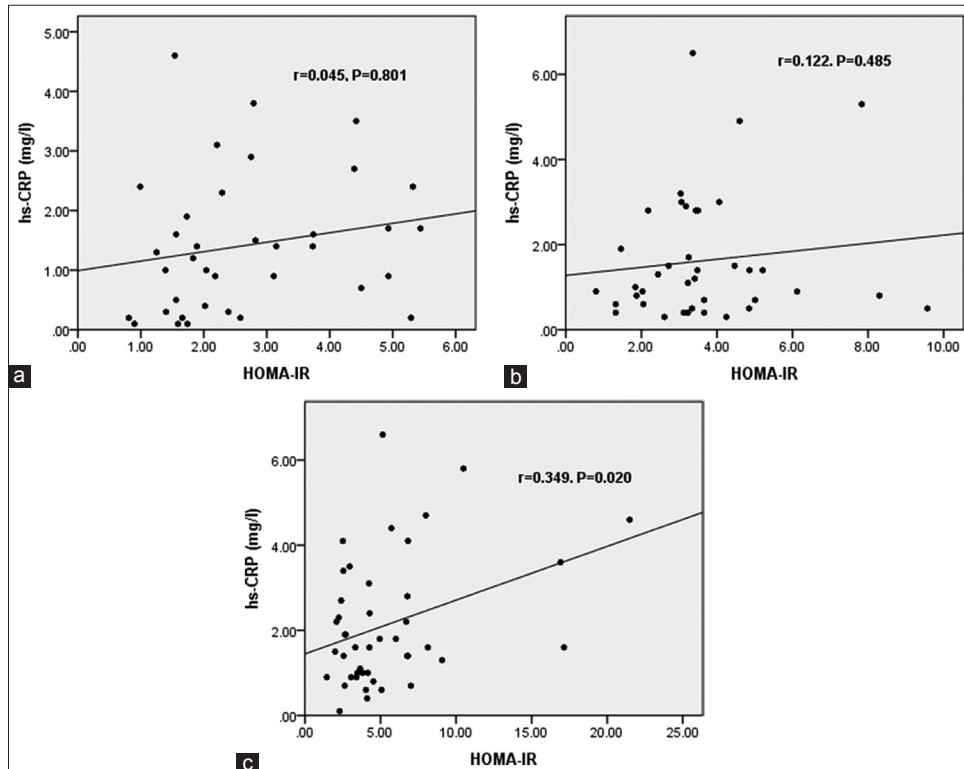 5.00
4.00
3.00
2.00
1.00
.00
hs-CRP (mg/l)
r=0.045, P=0.801
.00 1.00 2.00 3.00 4.00 5.00 6.00
HOMA-IR
a
6.00
4.00
2.00
.00
hs-CRP (mg/l)
r=0.122. P=0.485
.00 2.00 4.00 6.00 8.00 10.00
HOMA-IR
b
6.00
4.00
2.00
.00
hs-CRP (mg/l)
r=0.349. P=0.020
.00 5.00 10.00 15.00 20.00 25.00
HOMA-IR
c